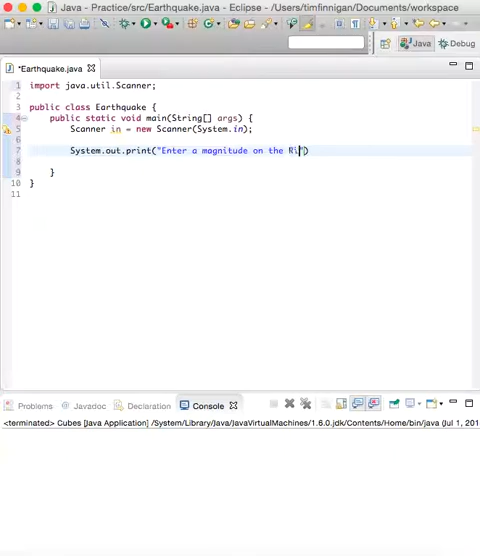 Java - Practice/src/Earthquake.java - Eclipse - /Users/timfinnigan/Documents/workspace
Java Debug
*Earthquake.java
1 import java.util.Scanner;
2
3 public class Earthquake {
4 public static void main(String[] args) {
5 Scanner in = new Scanner(System.in);
6
7 System.out.print("Enter a magnitude on the Ri")
8
9 }
10 }
11
Problems Javadoc Declaration Console
<terminated> Cubes [Java Application] /System/Library/Java/JavaVirtualMachines/1.6.0.jdk/Contents/Home/bin/java (Jul 1, 201